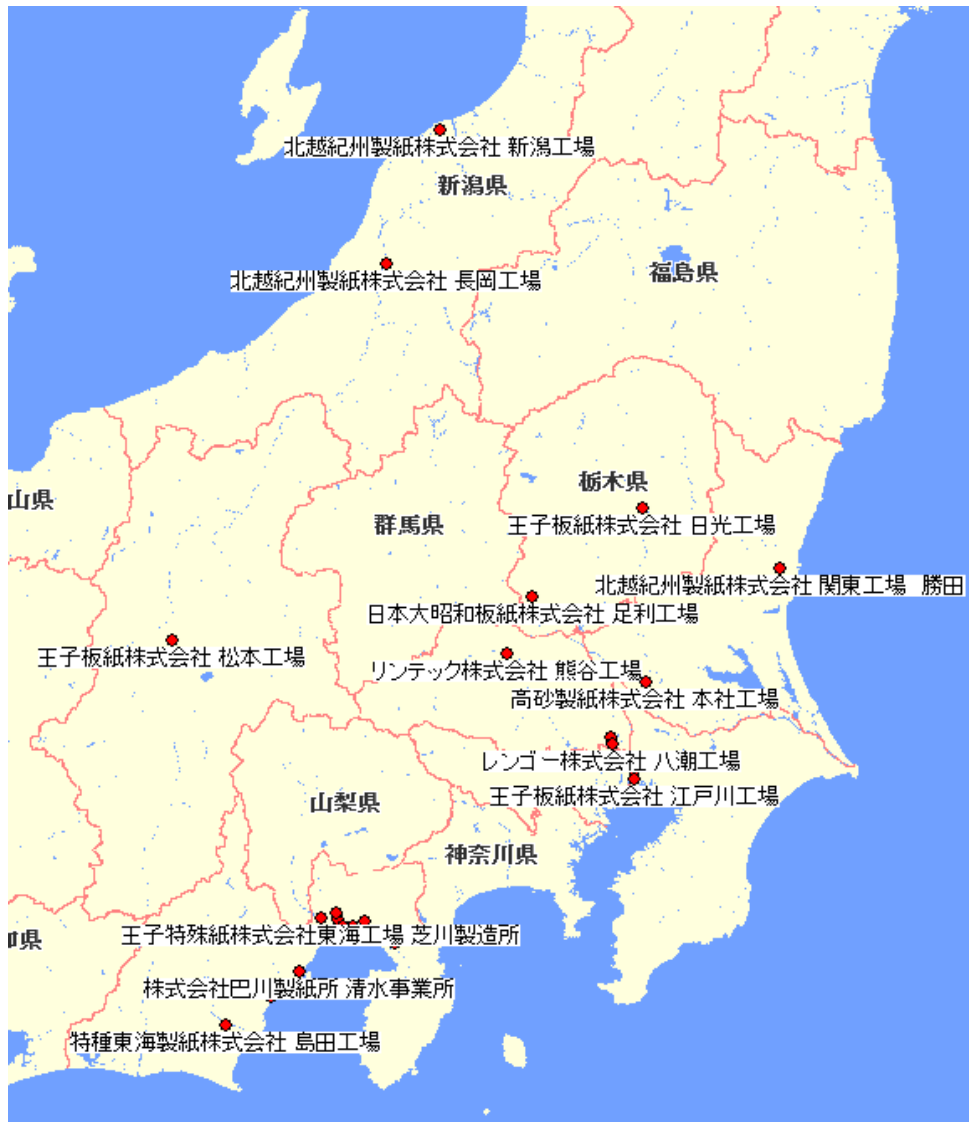 北越紀州製紙株式会社 新潟工場
新潟県
福島県
北越紀州製紙株式会社 長岡工場
栃木県
山県
群馬県
王子板紙株式会社 日光工場
北越紀州製紙株式会社 関東工場 勝田
日本大昭和板紙株式会社 足利工場
王子板紙株式会社 松本工場
リンテック株式会社 熊谷工場
高砂製紙株式会社 本社工場
レンゴー株式会社 八潮工場
王子板紙株式会社 江戸川工場
山梨県
神奈川県
王子特殊紙株式会社東海工場 芝川製造所
県
株式会社巴川製紙所 清水事業所
特種東海製紙株式会社 島田工場